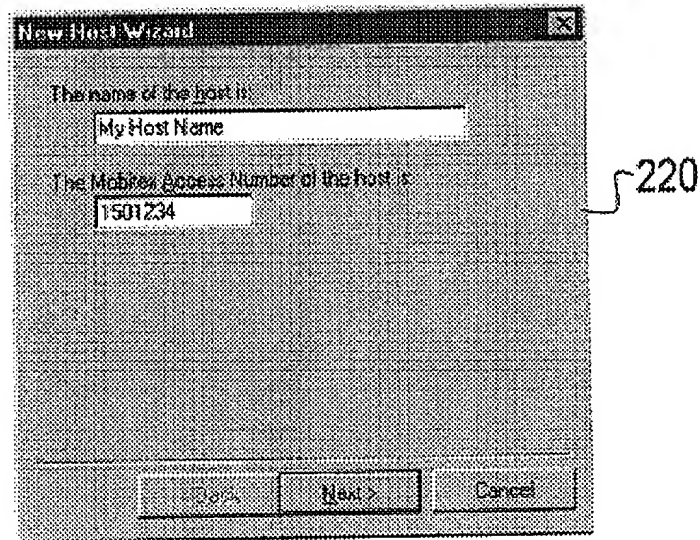 New Host Wizard
The name of the host is:
My Host Name
The Mobitex Access Number of the host is:
1501234
220
< Back
Next >
Cancel